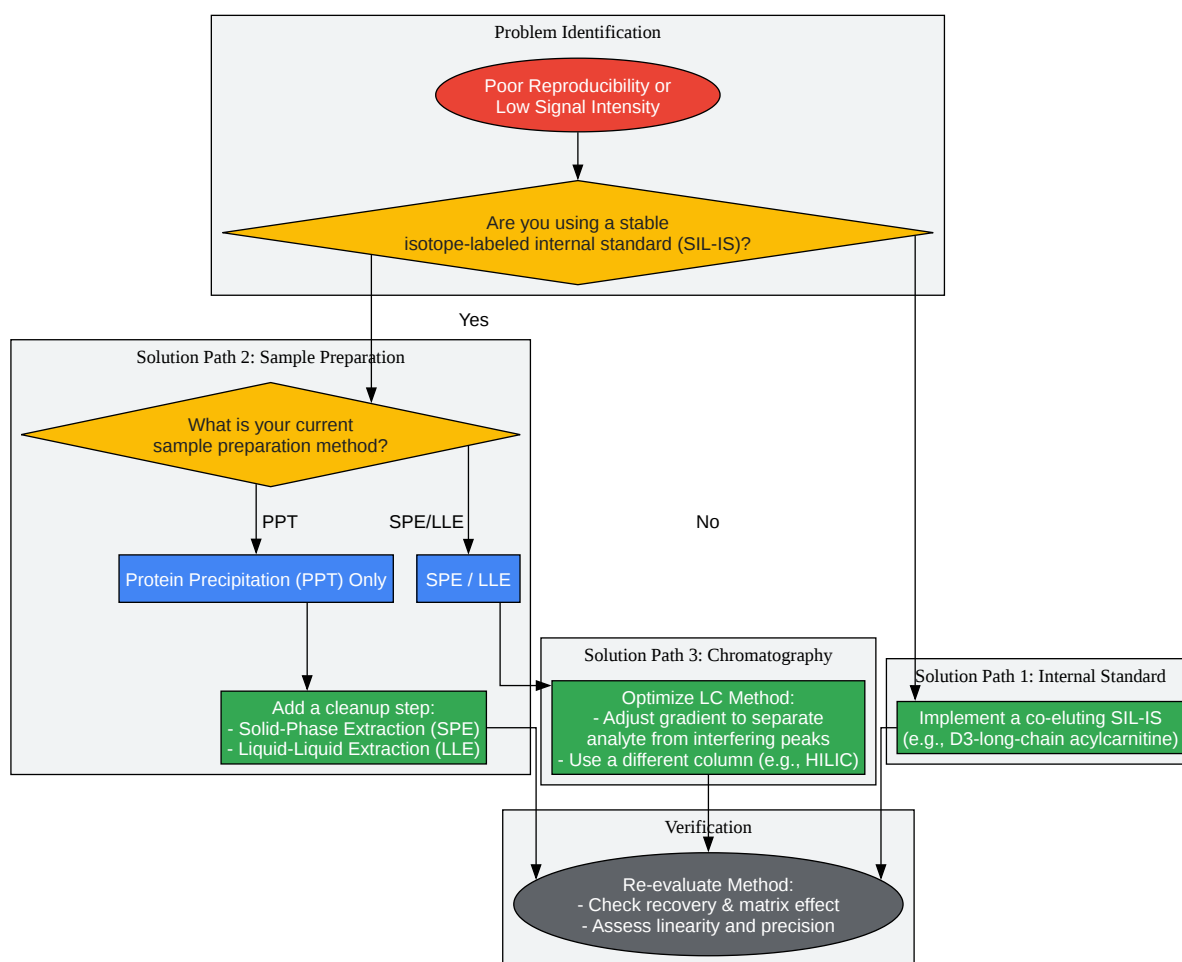 Problem Identification
Poor Reproducibility or
Low Signal Intensity
Are you using a stable
isotope-labeled internal standard (SIL-IS)?
Yes
Solution Path 2: Sample Preparation
What is your current
sample preparation method?
PPT
SPE/LLE
No
Protein Precipitation (PPT) Only
SPE / LLE
Solution Path 3: Chromatography
Solution Path 1: Internal Standard
Add a cleanup step:
- Solid-Phase Extraction (SPE)
- Liquid-Liquid Extraction (LLE)
Optimize LC Method:
- Adjust gradient to separate
analyte from interfering peaks
- Use a different column (e.g., HILIC)
Implement a co-eluting SIL-IS
(e.g., D3-long-chain acylcarnitine)
Verification
Re-evaluate Method:
- Check recovery & matrix effect
- Assess linearity and precision